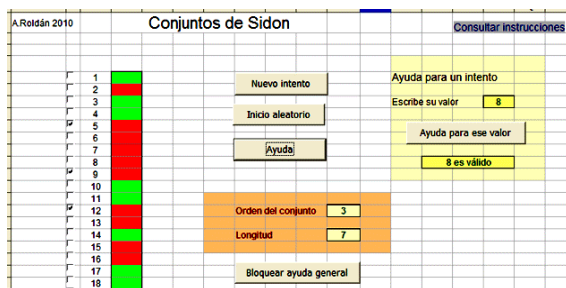 A.Roldán 2010
Conjuntos de Sidon
Consultar instrucciones
Nuevo intento
Inicio aleatorio
Ayuda
Ayuda para un intento
Escribe su valor 8
Ayuda para ese valor
8 es válido
1
2
3
4
5
6
7
8
9
10
11
12
13
14
15
16
17
18
Orden del conjunto 3
Longitud 7
Bloquear ayuda general